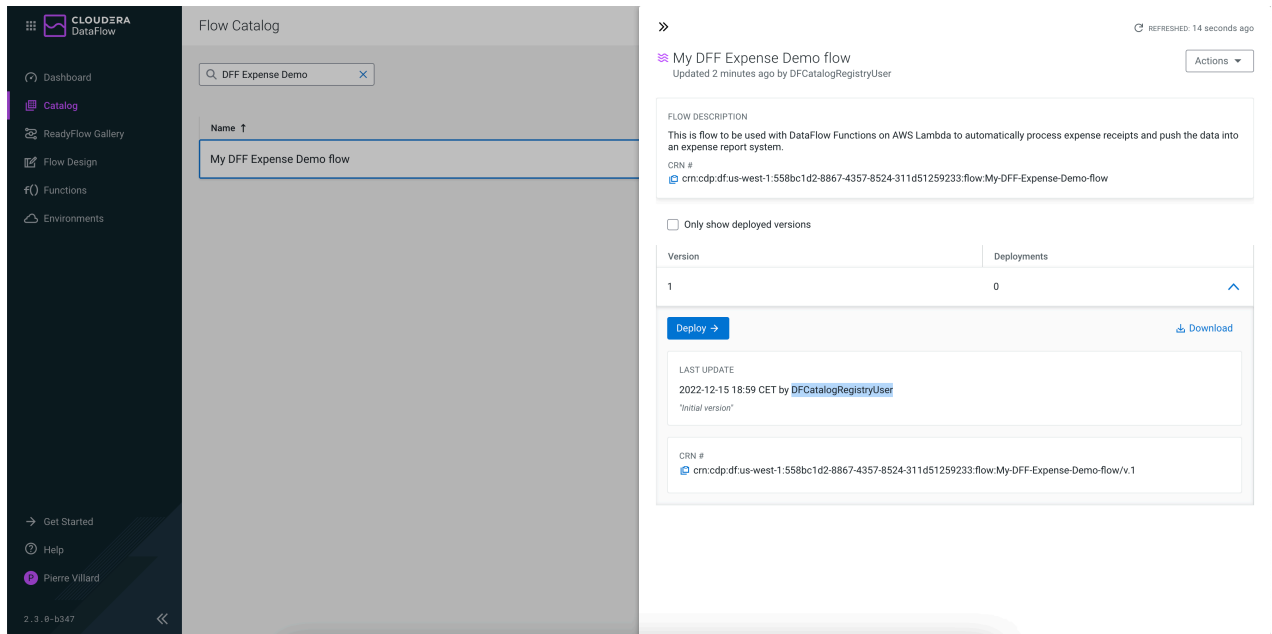 CLOUDERA
DataFlow
Dashboard
Catalog
ReadyFlow Gallery
Flow Design
f() Functions
Environments
Get Started
Help
P Pierre Villard
2.3.0-b347
Flow Catalog
DFF Expense Demo
Name ↑
My DFF Expense Demo flow
REFRESHED: 14 seconds ago
My DFF Expense Demo flow
Updated 2 minutes ago by DFCatalogRegistryUser
Actions
FLOW DESCRIPTION
This is flow to be used with DataFlow Functions on AWS Lambda to automatically process expense receipts and push the data into
an expense report system.
CRN #
crn:cdp:df:us-west-1:558bc1d2-8867-4357-8524-311d51259233:flow:My-DFF-Expense-Demo-flow
Only show deployed versions
Version Deployments
1 0
Deploy →
Download
LAST UPDATE
2022-12-15 18:59 CET by DFCatalogRegistryUser
"Initial version"
CRN #
crn:cdp:df:us-west-1:558bc1d2-8867-4357-8524-311d51259233:flow:My-DFF-Expense-Demo-flow/v.1